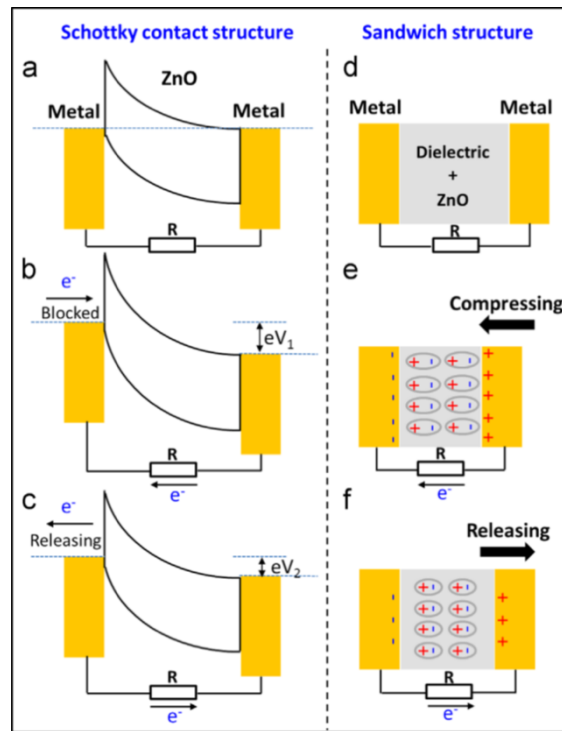 Schottky contact structure
Sandwich structure
a
ZnO
Metal
Metal
R
b
e-
Blocked
eV1
R
e-
c
e-
Releasing
eV2
R
e-
d
Metal
Metal
Dielectric
+
ZnO
R
e
Compressing
- + - + - +
- + - + - +
- + - + - +
- + - + - +
R
e-
f
Releasing
- + - + - +
+ - + -
- + - + - +
+ - + -
R
e-